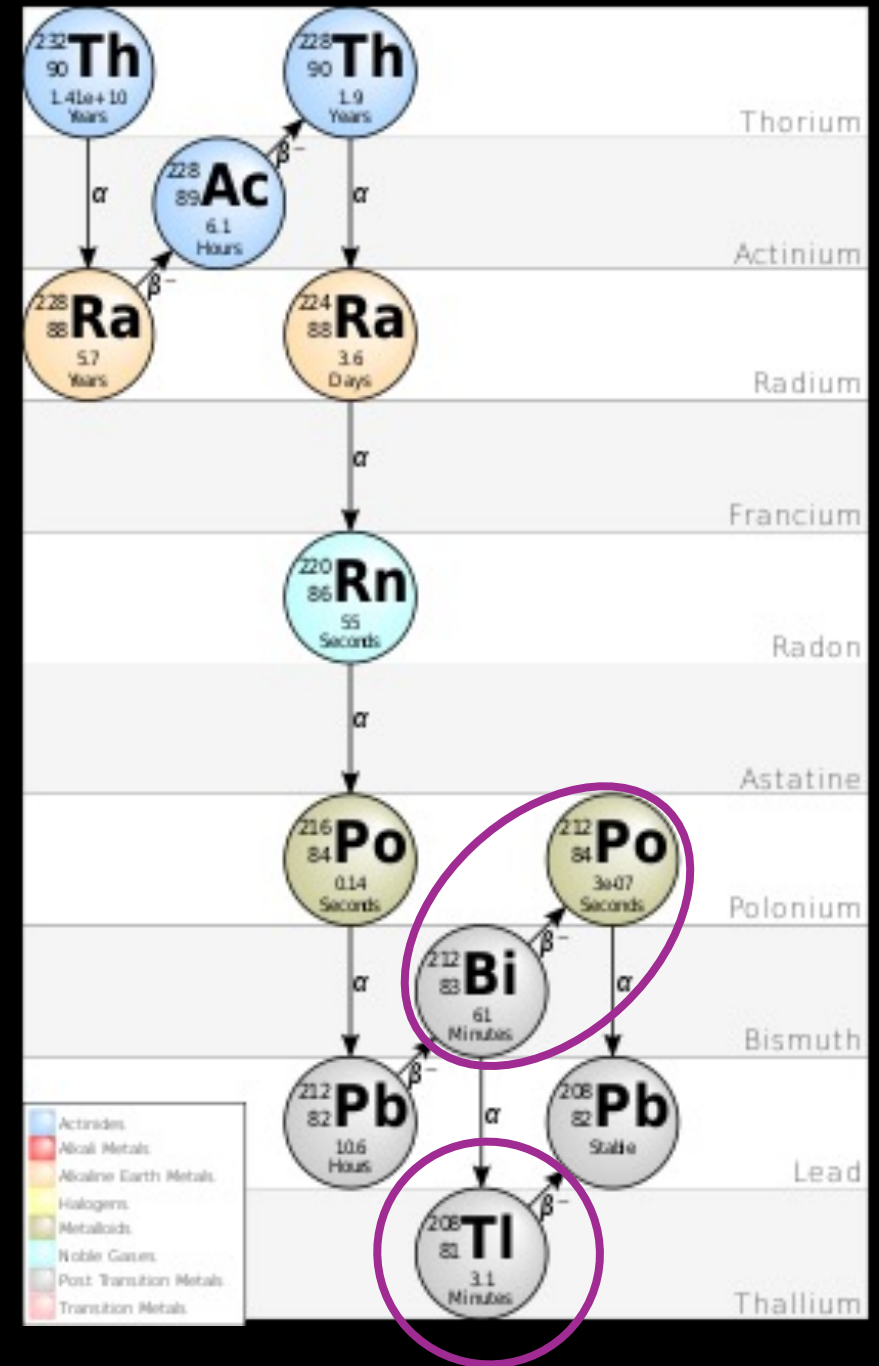 232
90 Th
1.41e+10
Years
228
90 Th
1.9
Years
Thorium
α
β−
228
89 Ac
6.1
Hours
α
Actinium
β−
228
88 Ra
5.7
Years
224
88 Ra
3.6
Days
Radium
α
Francium
220
86 Rn
55
Seconds
Radon
α
Astatine
216
84 Po
0.14
Seconds
212
84 Po
3e-07
Seconds
Polonium
α
β−
212
83 Bi
61
Minutes
α
Bismuth
β−
212
82 Pb
10.6
Hours
α
208
82 Pb
Stable
Lead
β−
208
81 Tl
3.1
Minutes
Thallium
Actinides
Alkali Metals
Alkaline Earth Metals
Halogens
Metalloids
Noble Gases
Post Transition Metals
Transition Metals